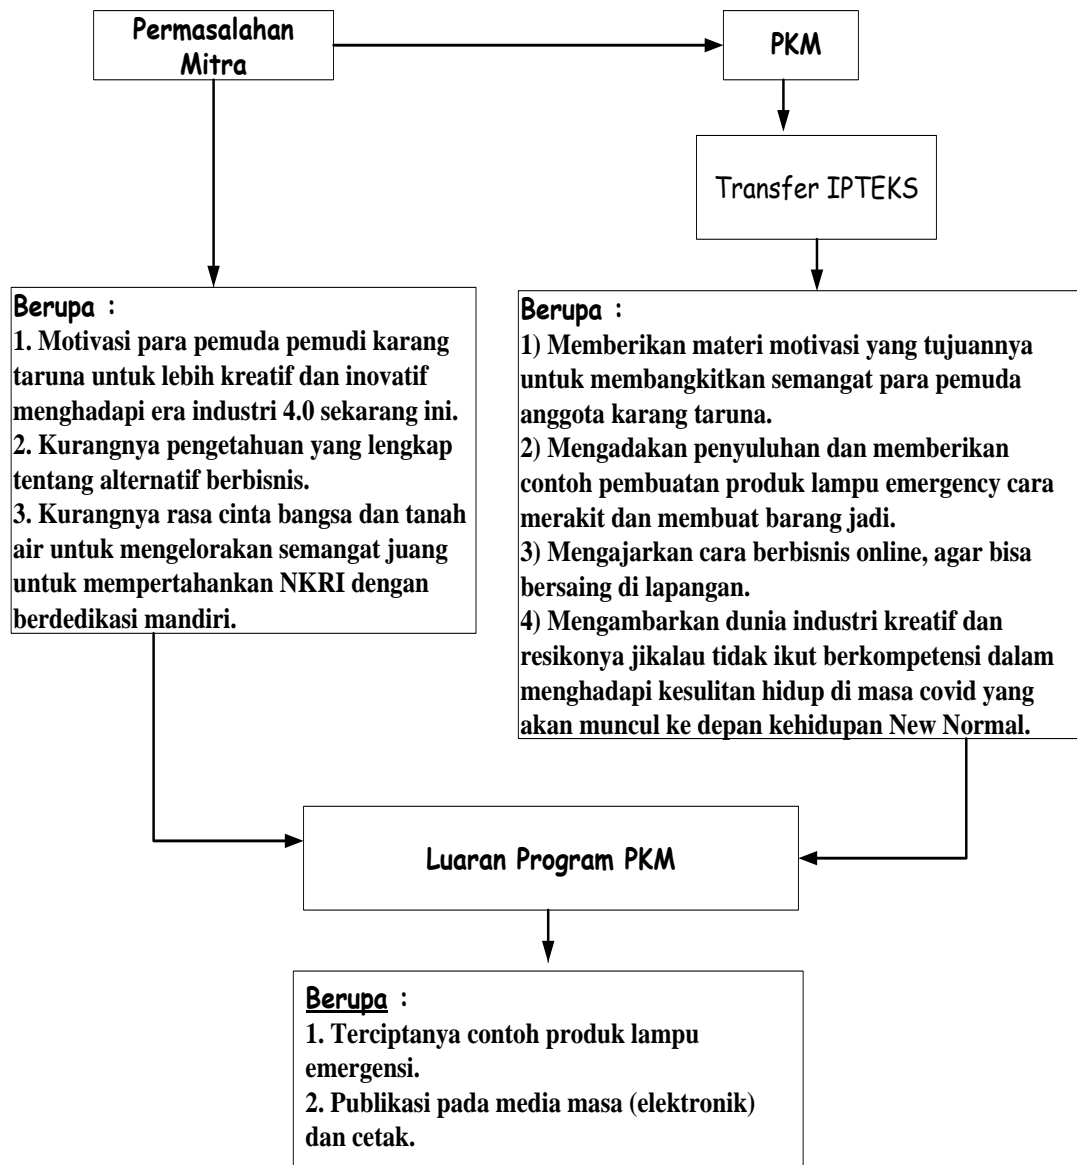 Permasalahan
Mitra
PKM
Transfer IPTEKS
Berupa :
1. Motivasi para pemuda pemudi karang
taruna untuk lebih kreatif dan inovatif
menghadapi era industri 4.0 sekarang ini.
2. Kurangnya pengetahuan yang lengkap
tentang alternatif berbisnis.
3. Kurangnya rasa cinta bangsa dan tanah
air untuk mengelorakan semangat juang
untuk mempertahankan NKRI dengan
berdedikasi mandiri.
Berupa :
1) Memberikan materi motivasi yang tujuannya
untuk membangkitkan semangat para pemuda
anggota karang taruna.
2) Mengadakan penyuluhan dan memberikan
contoh pembuatan produk lampu emergency cara
merakit dan membuat barang jadi.
3) Mengajarkan cara berbisnis online, agar bisa
bersaing di lapangan.
4) Mengambarkan dunia industri kreatif dan
resikonya jikalau tidak ikut berkompetensi dalam
menghadapi kesulitan hidup di masa covid yang
akan muncul ke depan kehidupan New Normal.
Luaran Program PKM
Berupa :
1. Terciptanya contoh produk lampu
emergensi.
2. Publikasi pada media masa (elektronik)
dan cetak.